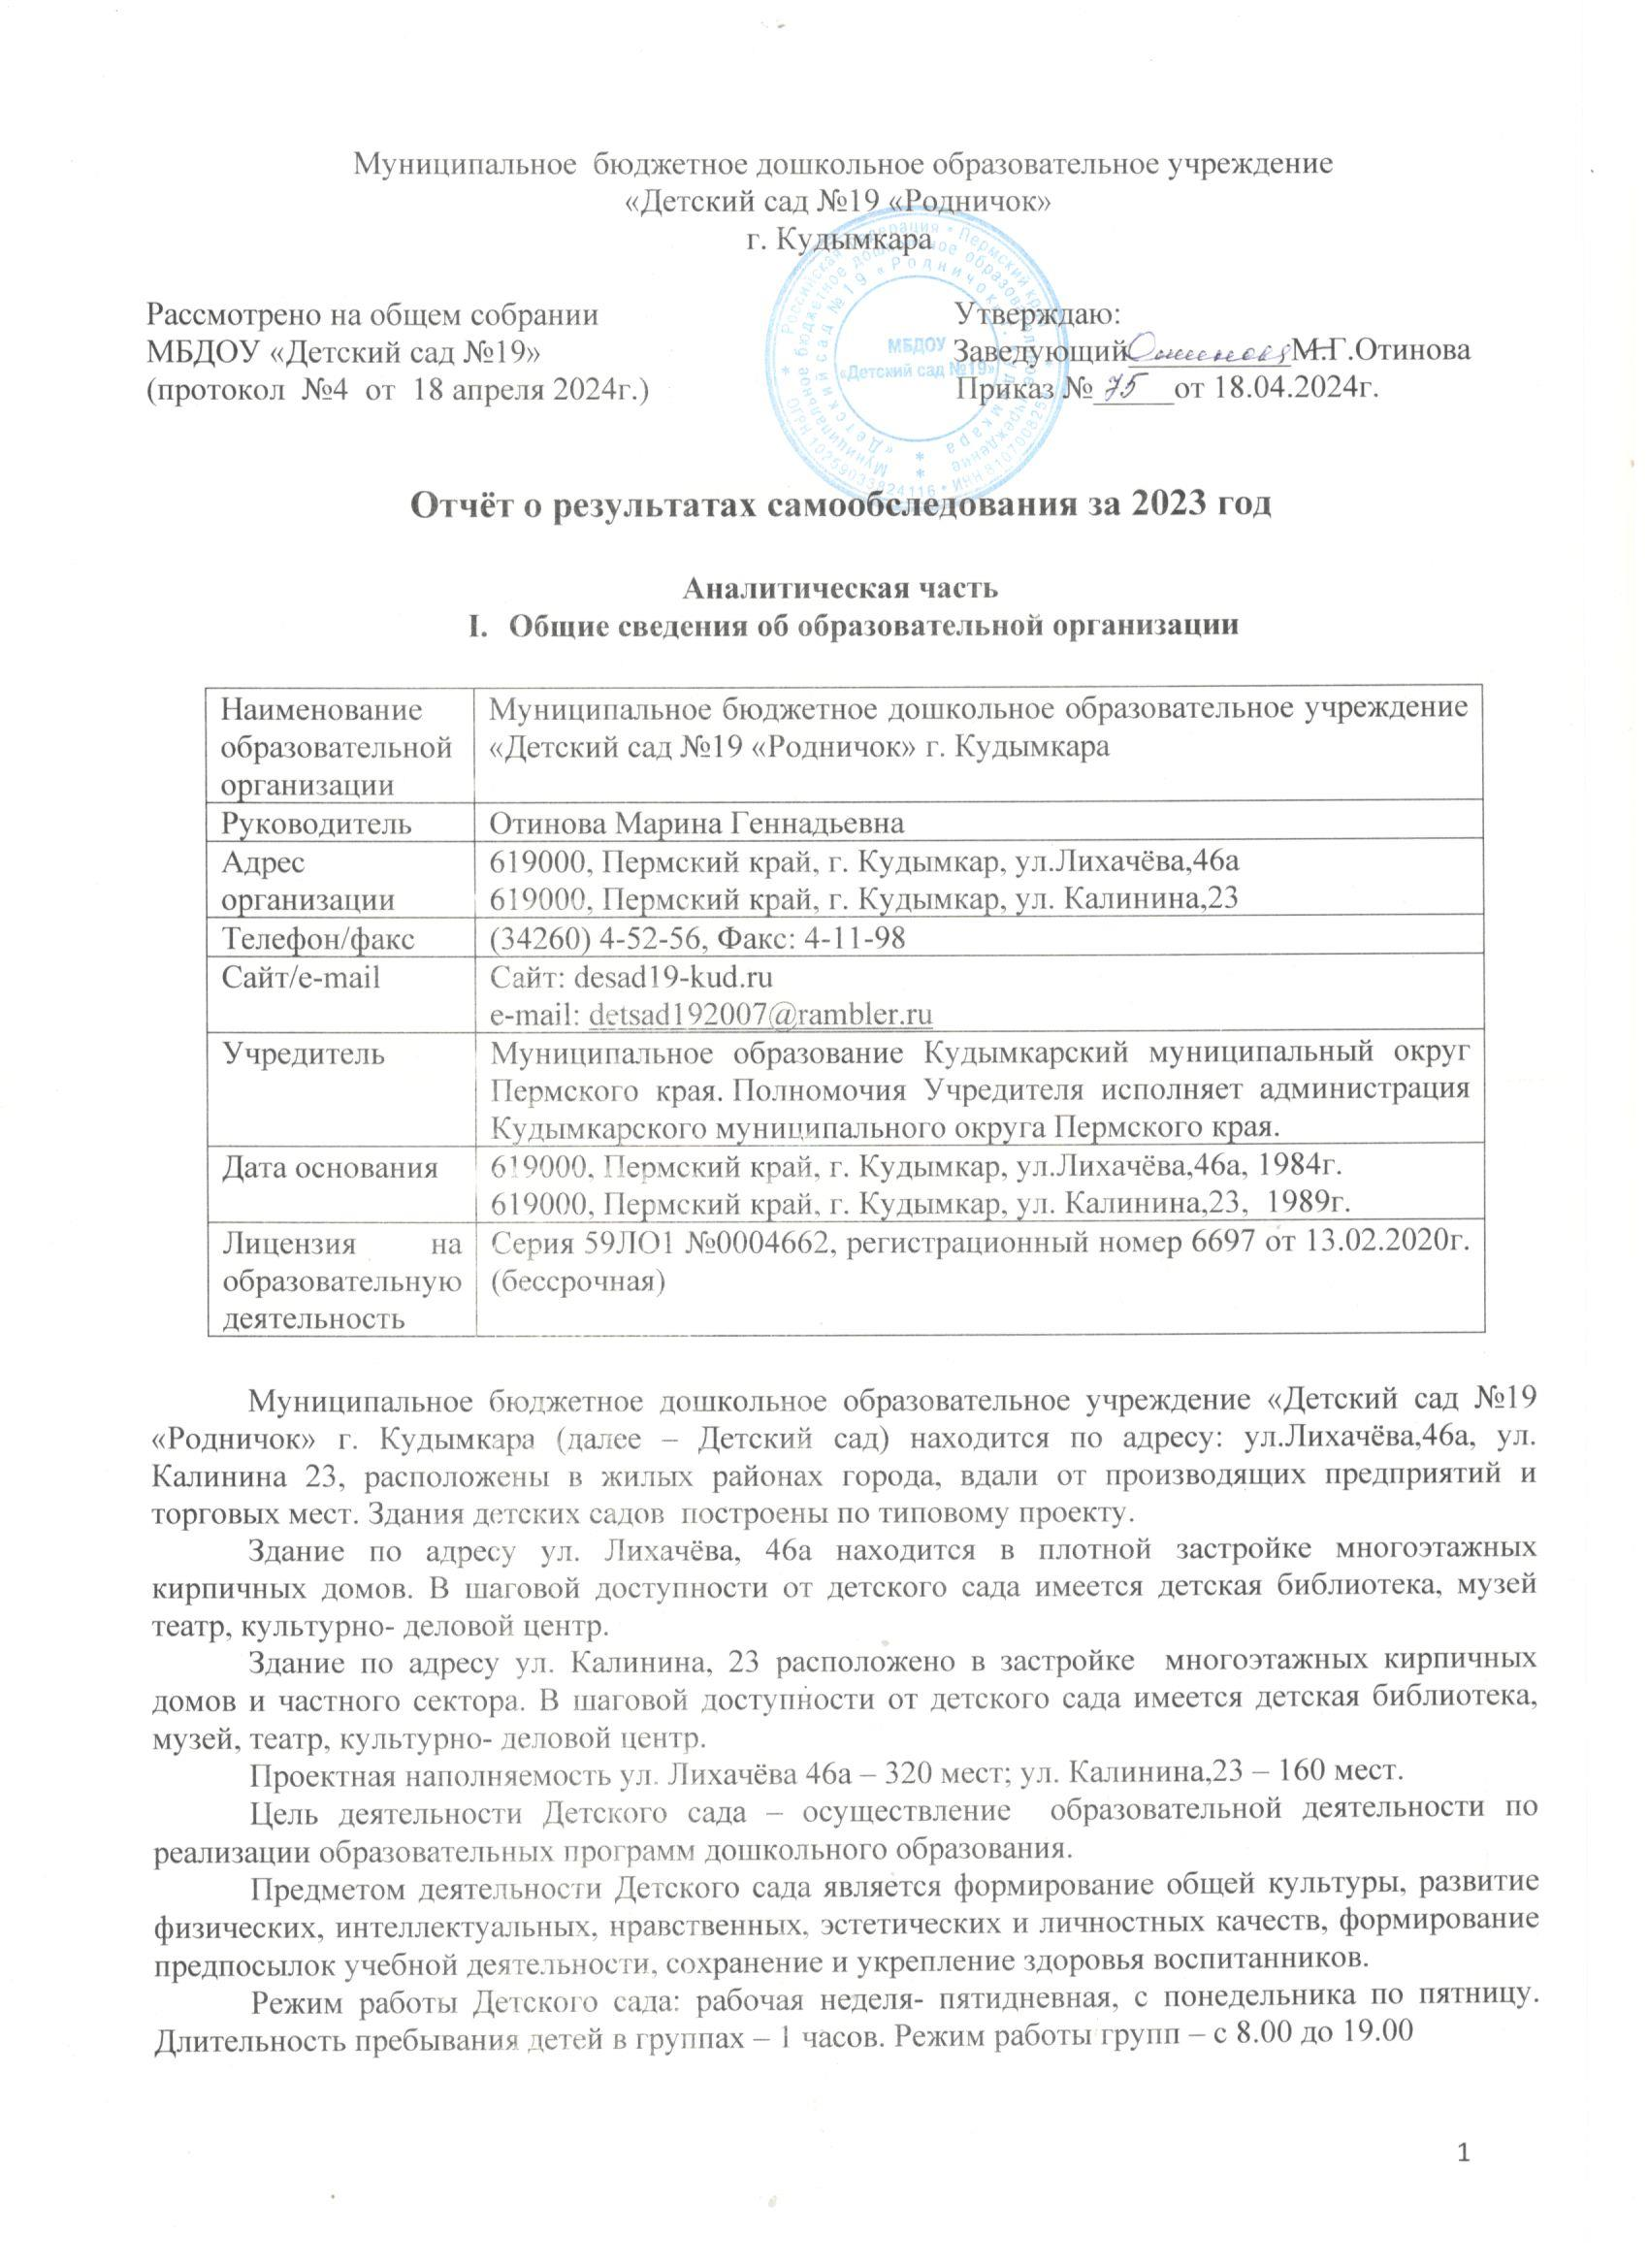 Муниципальное бюджетное дошкольное образовательное учреждение
«Детский сад №19 «Родничок»
г. Кудымкара
Рассмотрено на общем собрании
МБДОУ «Детский сад №19»
(протокол №4 от 18 апреля 2024г.)
Утверждаю:
Заведующий М.Г.Отинова
Приказ № 75 от 18.04.2024г.
МБДОУ
«Детский сад №19»
Отчёт о результатах самообследования за 2023 год
Аналитическая часть
I. Общие сведения об образовательной организации
Наименование
образовательной
организации
Муниципальное бюджетное дошкольное образовательное учреждение
«Детский сад №19 «Родничок» г. Кудымкара
Руководитель
Отинова Марина Геннадьевна
Адрес
организации
619000, Пермский край, г. Кудымкар, ул.Лихачёва,46а
619000, Пермский край, г. Кудымкар, ул. Калинина,23
Телефон/факс
(34260) 4-52-56, Факс: 4-11-98
Сайт/e-mail
Сайт: desad19-kud.ru
e-mail: detsad192007@rambler.ru
Учредитель
Муниципальное образование Кудымкарский муниципальный округ
Пермского края. Полномочия Учредителя исполняет администрация
Кудымкарского муниципального округа Пермского края.
Дата основания
619000, Пермский край, г. Кудымкар, ул.Лихачёва,46а, 1984г.
619000, Пермский край, г. Кудымкар, ул. Калинина,23, 1989г.
Лицензия на
образовательную
деятельность
Серия 59ЛО1 №0004662, регистрационный номер 6697 от 13.02.2020г.
(бессрочная)
Муниципальное бюджетное дошкольное образовательное учреждение «Детский сад №19
«Родничок» г. Кудымкара (далее – Детский сад) находится по адресу: ул.Лихачёва,46а, ул.
Калинина 23, расположены в жилых районах города, вдали от производящих предприятий и
торговых мест. Здания детских садов построены по типовому проекту.
Здание по адресу ул. Лихачёва, 46а находится в плотной застройке многоэтажных
кирпичных домов. В шаговой доступности от детского сада имеется детская библиотека, музей
театр, культурно- деловой центр.
Здание по адресу ул. Калинина, 23 расположено в застройке многоэтажных кирпичных
домов и частного сектора. В шаговой доступности от детского сада имеется детская библиотека,
музей, театр, культурно- деловой центр.
Проектная наполняемость ул. Лихачёва 46а – 320 мест; ул. Калинина,23 – 160 мест.
Цель деятельности Детского сада – осуществление образовательной деятельности по
реализации образовательных программ дошкольного образования.
Предметом деятельности Детского сада является формирование общей культуры, развитие
физических, интеллектуальных, нравственных, эстетических и личностных качеств, формирование
предпосылок учебной деятельности, сохранение и укрепление здоровья воспитанников.
Режим работы Детского сада: рабочая неделя- пятидневная, с понедельника по пятницу.
Длительность пребывания детей в группах – 1 часов. Режим работы групп – с 8.00 до 19.00
1